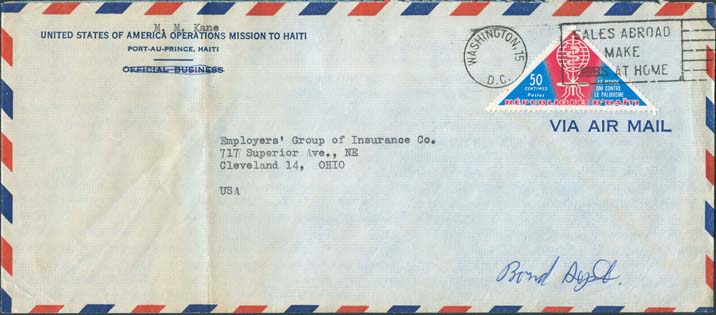 M. M. Kane
UNITED STATES OF AMERICA OPERATIONS MISSION TO HAITI
PORT-AU-PRINCE, HAITI
OFFICIAL BUSINESS
WASHINGTON, 15
D.C.
SALES ABROAD
MAKE
JOBS AT HOME
50
CENTIMES
Postes
LE MONDE
UNI CONTRE
LE PALUDISME
RÉPUBLIQUE D'HAITI
VIA AIR MAIL
Employers' Group of Insurance Co.
717 Superior Ave., NE
Cleveland 14, OHIO
USA
Bond Dept.